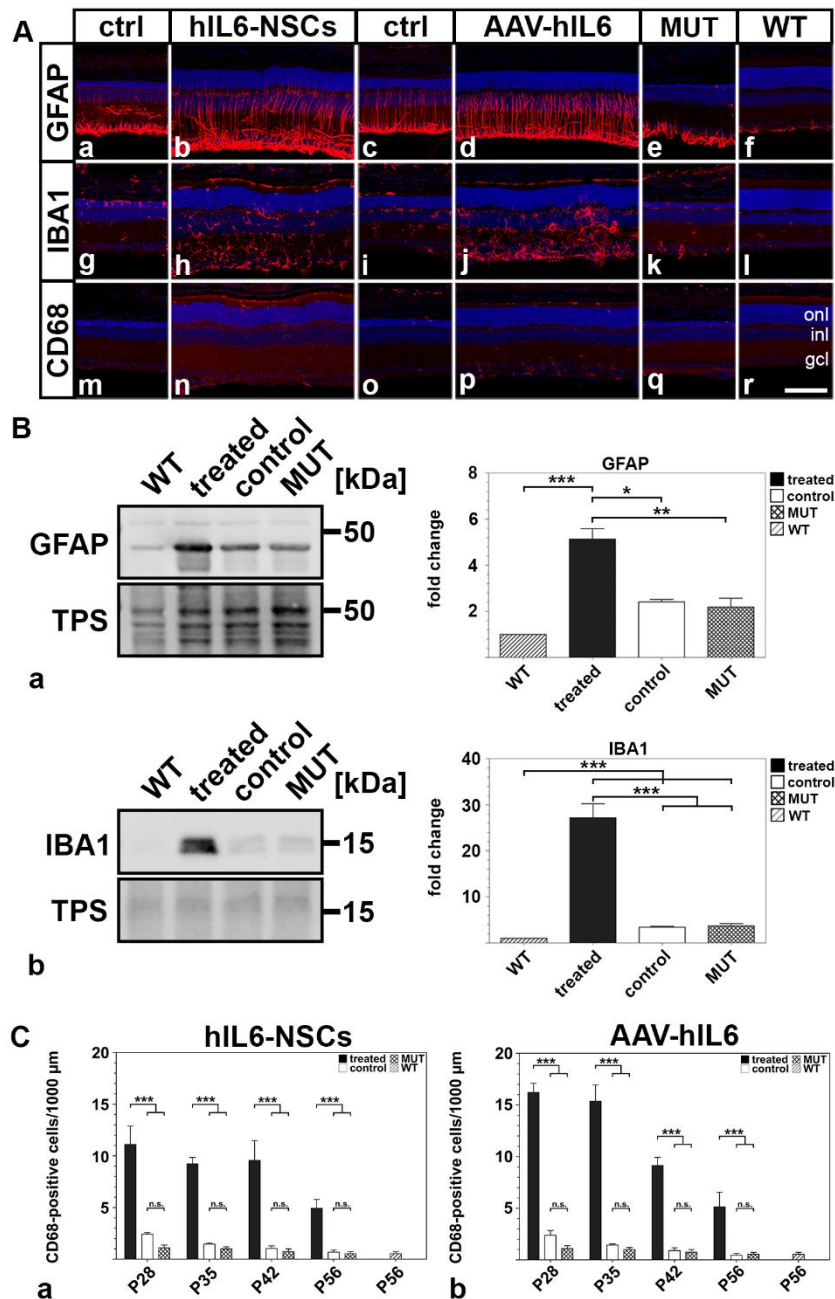 A
ctrl hIL6-NSCs ctrl AAV-hIL6 MUT WT
GFAP
a b c d e f
IBA1
g h i j k l
CD68
onl
inl
gcl
m n o p q r
B
WT treated control MUT [kDa]
GFAP
50
TPS
50
a
GFAP
fold change
8
6
4
2
***
*
**
treated
control
MUT
WT
WT treated control MUT
WT treated control MUT [kDa]
IBA1
15
TPS
15
b
IBA1
fold change
40
30
20
10
***
***
treated
control
MUT
WT
WT treated control MUT
C
hIL6-NSCs
CD68-positive cells/1000 µm
20
15
10
5
treated MUT
control WT
*** *** *** ***
n.s. n.s. n.s. n.s.
P28 P35 P42 P56 P56
a
AAV-hIL6
CD68-positive cells/1000 µm
20
15
10
5
treated MUT
control WT
*** *** *** ***
n.s. n.s. n.s. n.s.
P28 P35 P42 P56 P56
b